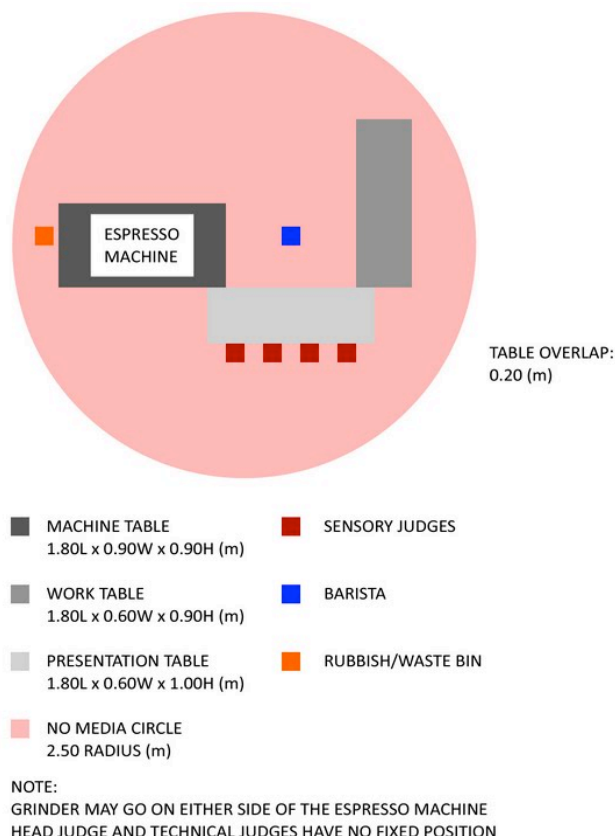 ESPRESSO
MACHINE
TABLE OVERLAP:
0.20 (m)
MACHINE TABLE
1.80L x 0.90W x 0.90H (m)
SENSORY JUDGES
WORK TABLE
1.80L x 0.60W x 0.90H (m)
BARISTA
PRESENTATION TABLE
1.80L x 0.60W x 1.00H (m)
RUBBISH/WASTE BIN
NO MEDIA CIRCLE
2.50 RADIUS (m)
NOTE:
GRINDER MAY GO ON EITHER SIDE OF THE ESPRESSO MACHINE
HEAD JUDGE AND TECHNICAL JUDGES HAVE NO FIXED POSITION